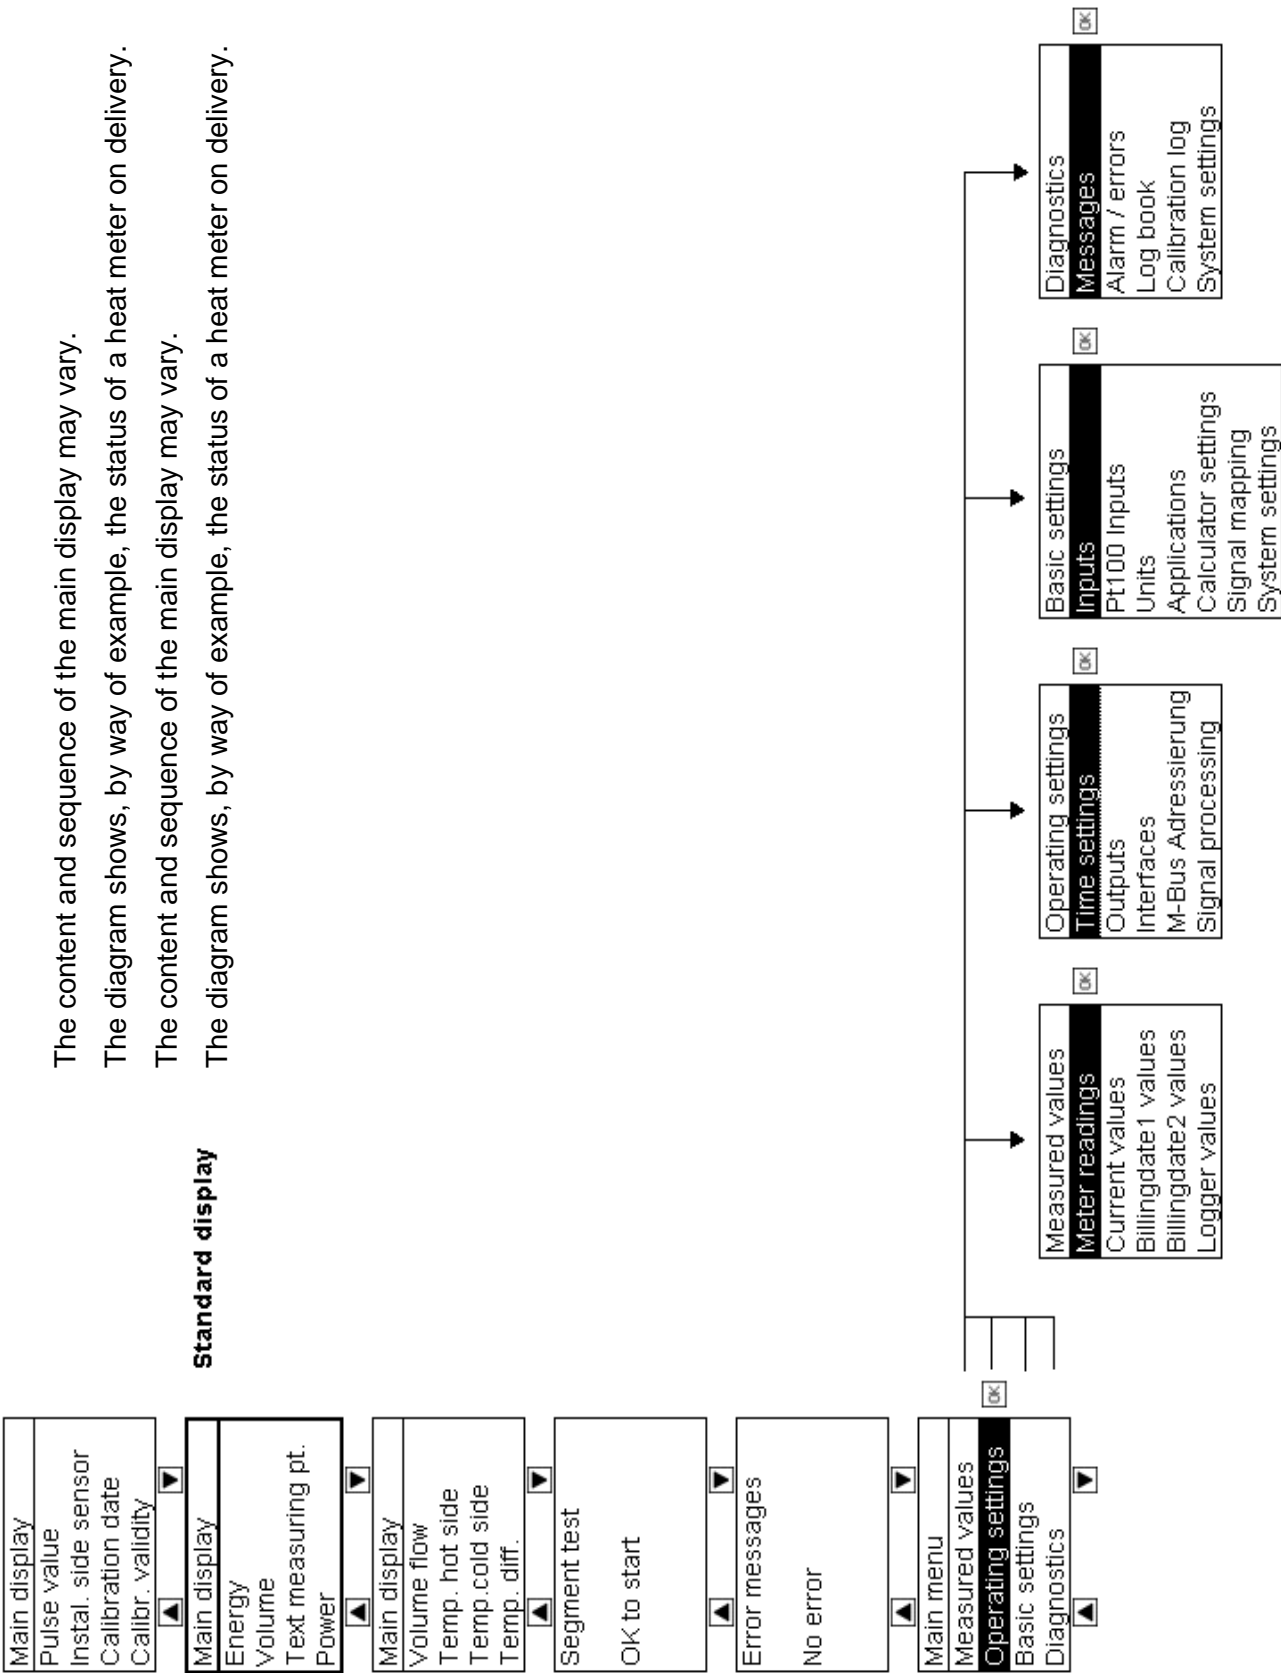 The content and sequence of the main display may vary.
The diagram shows, by way of example, the status of a heat meter on delivery.
The content and sequence of the main display may vary.
The diagram shows, by way of example, the status of a heat meter on delivery.
Main display
Pulse value
Instal. side sensor
Calibration date
Calibr. validity
Standard display
Main display
Energy
Volume
Text measuring pt.
Power
Main display
Volume flow
Temp. hot side
Temp.cold side
Temp. diff.
Segment test
OK to start
Error messages
No error
Main menu
Measured values
Operating settings
Basic settings
Diagnostics
OK
Measured values
Meter readings
Current values
Billingdate1 values
Billingdate2 values
Logger values
OK
Operating settings
Time settings
Outputs
Interfaces
M-Bus Adressierung
Signal processing
OK
Basic settings
Inputs
Pt100 Inputs
Units
Applications
Calculator settings
Signal mapping
System settings
OK
Diagnostics
Messages
Alarm / errors
Log book
Calibration log
System settings
OK